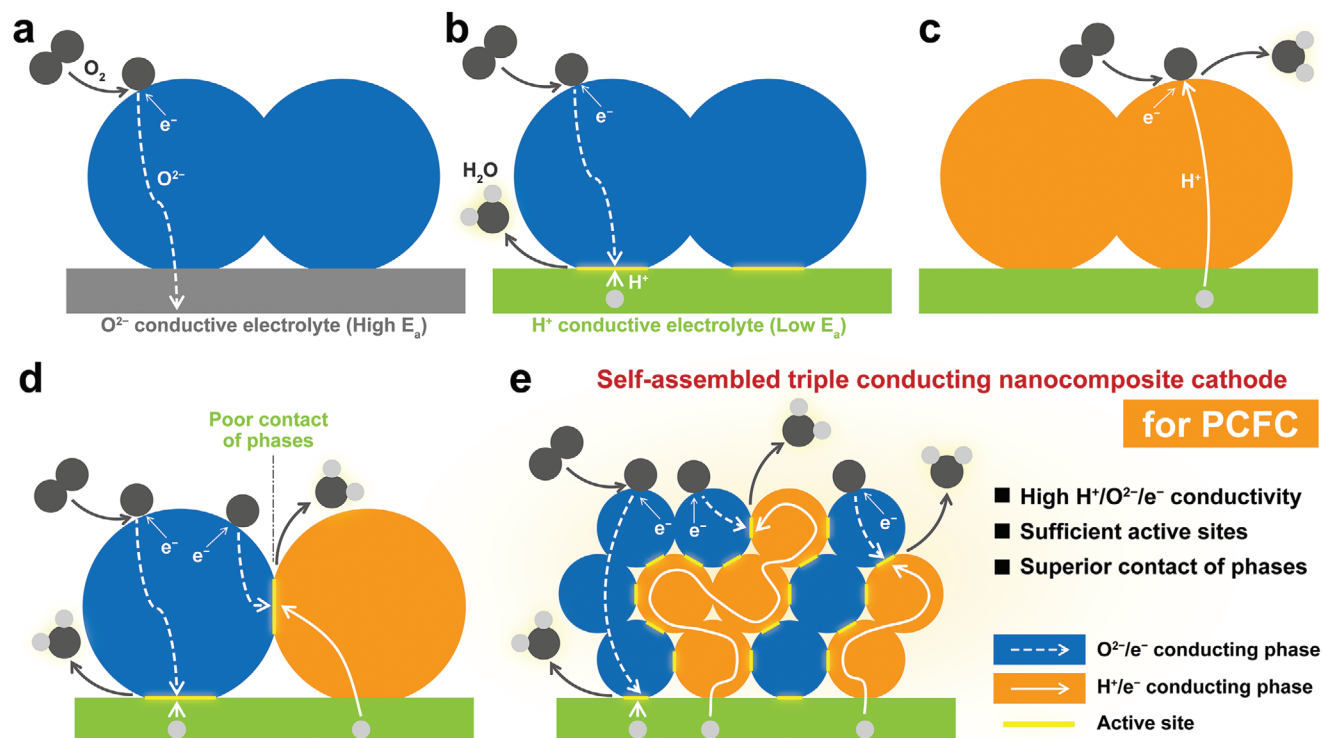 a
O₂
e⁻
O²⁻
O²⁻ conductive electrolyte (High Eₐ)
b
e⁻
H₂O
H⁺
H⁺ conductive electrolyte (Low Eₐ)
c
e⁻
H⁺
d
Poor contact
of phases
e⁻
e⁻
e
Self-assembled triple conducting nanocomposite cathode
for PCFC
e⁻
e⁻
e⁻
High H⁺/O²⁻/e⁻ conductivity
Sufficient active sites
Superior contact of phases
O²⁻/e⁻ conducting phase
H⁺/e⁻ conducting phase
Active site